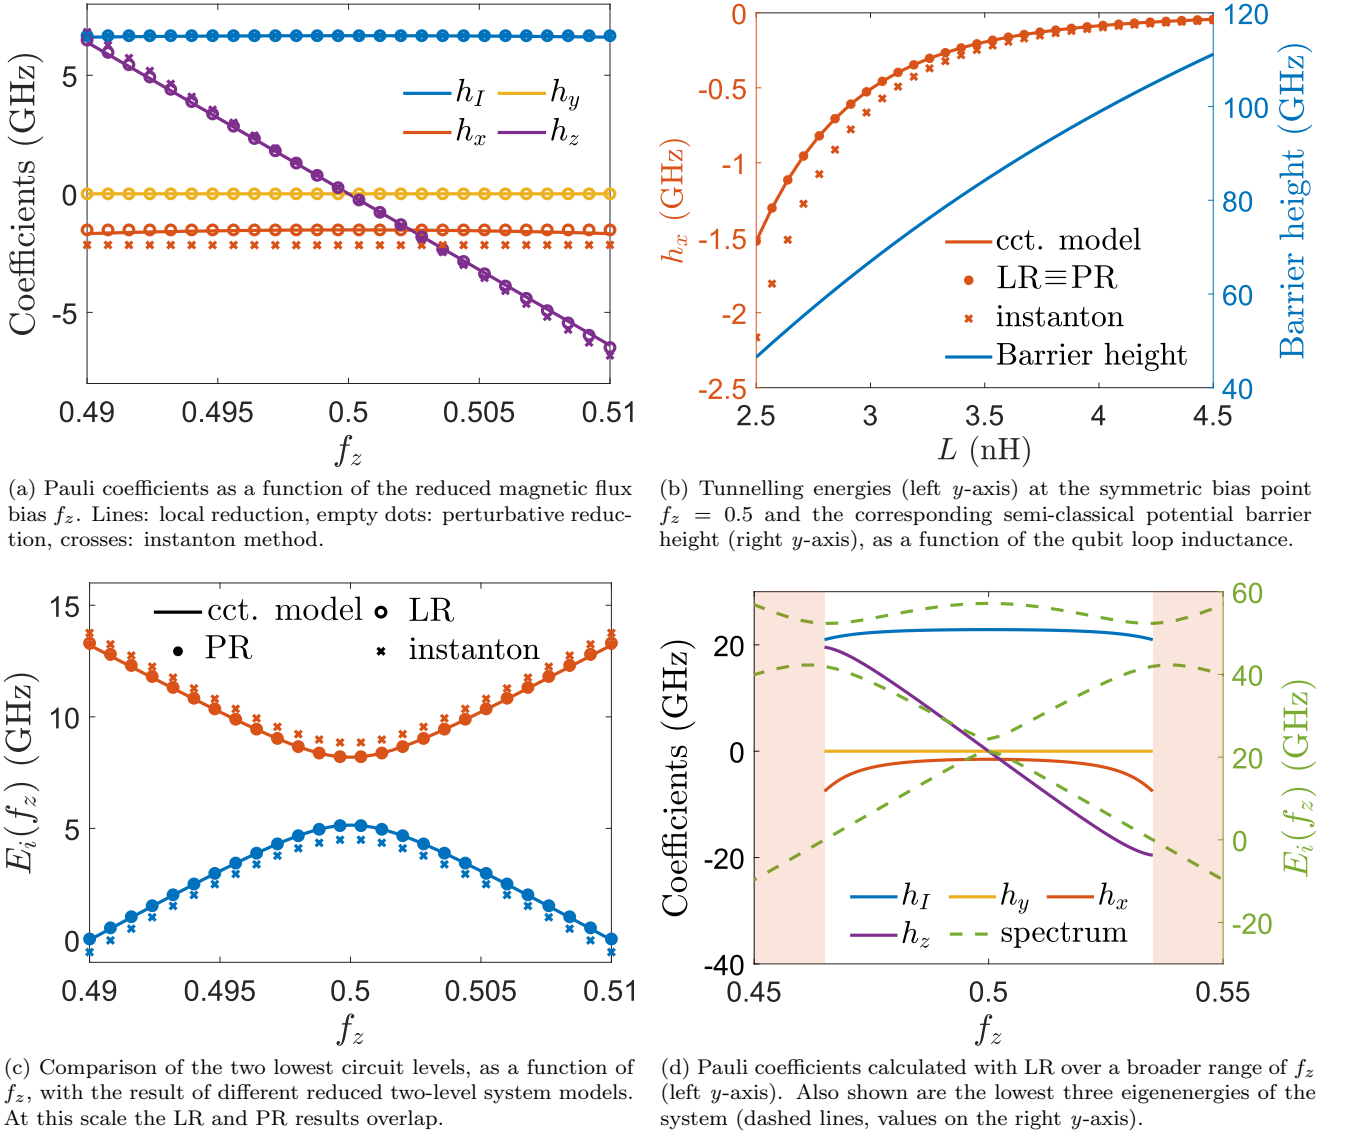 5
0
-5
Coefficients (GHz)
h_I
h_y
h_x
h_z
0.49
0.495
0.5
0.505
0.51
f_z
(a) Pauli coefficients as a function of the reduced magnetic flux
bias f_z. Lines: local reduction, empty dots: perturbative reduc-
tion, crosses: instanton method.
0
-0.5
-1
-1.5
-2
-2.5
h_x (GHz)
120
100
80
60
40
Barrier height (GHz)
cct. model
LR≡PR
instanton
Barrier height
2.5
3
3.5
4
4.5
L (nH)
(b) Tunnelling energies (left y-axis) at the symmetric bias point
f_z = 0.5 and the corresponding semi-classical potential barrier
height (right y-axis), as a function of the qubit loop inductance.
15
10
5
0
E_i(f_z) (GHz)
cct. model
LR
PR
instanton
0.49
0.495
0.5
0.505
0.51
f_z
(c) Comparison of the two lowest circuit levels, as a function of
f_z, with the result of different reduced two-level system models.
At this scale the LR and PR results overlap.
20
0
-20
-40
Coefficients (GHz)
60
40
20
0
-20
E_i(f_z) (GHz)
h_I
h_y
h_x
h_z
spectrum
0.45
0.5
0.55
f_z
(d) Pauli coefficients calculated with LR over a broader range of f_z
(left y-axis). Also shown are the lowest three eigenenergies of the
system (dashed lines, values on the right y-axis).